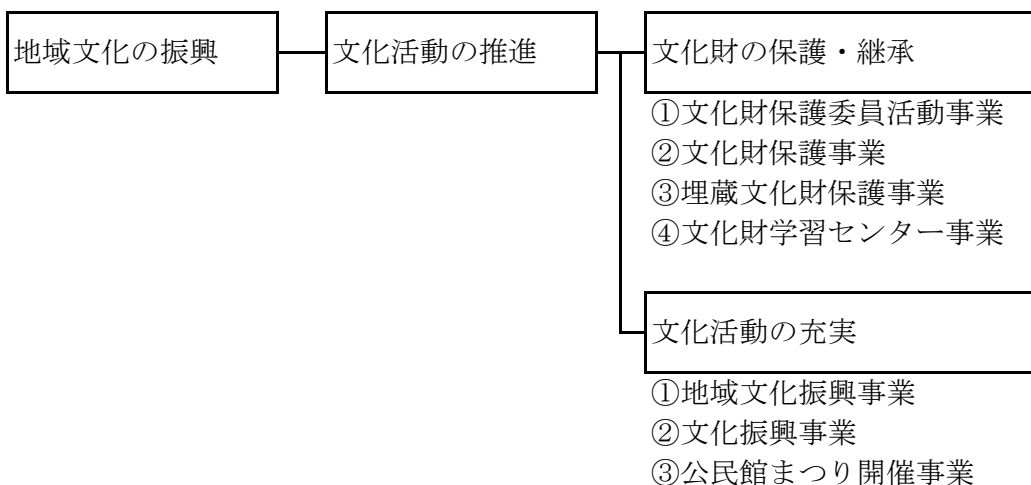 地域文化の振興
文化活動の推進
文化財の保護・継承
①文化財保護委員活動事業
②文化財保護事業
③埋蔵文化財保護事業
④文化財学習センター事業
文化活動の充実
①地域文化振興事業
②文化振興事業
③公民館まつり開催事業